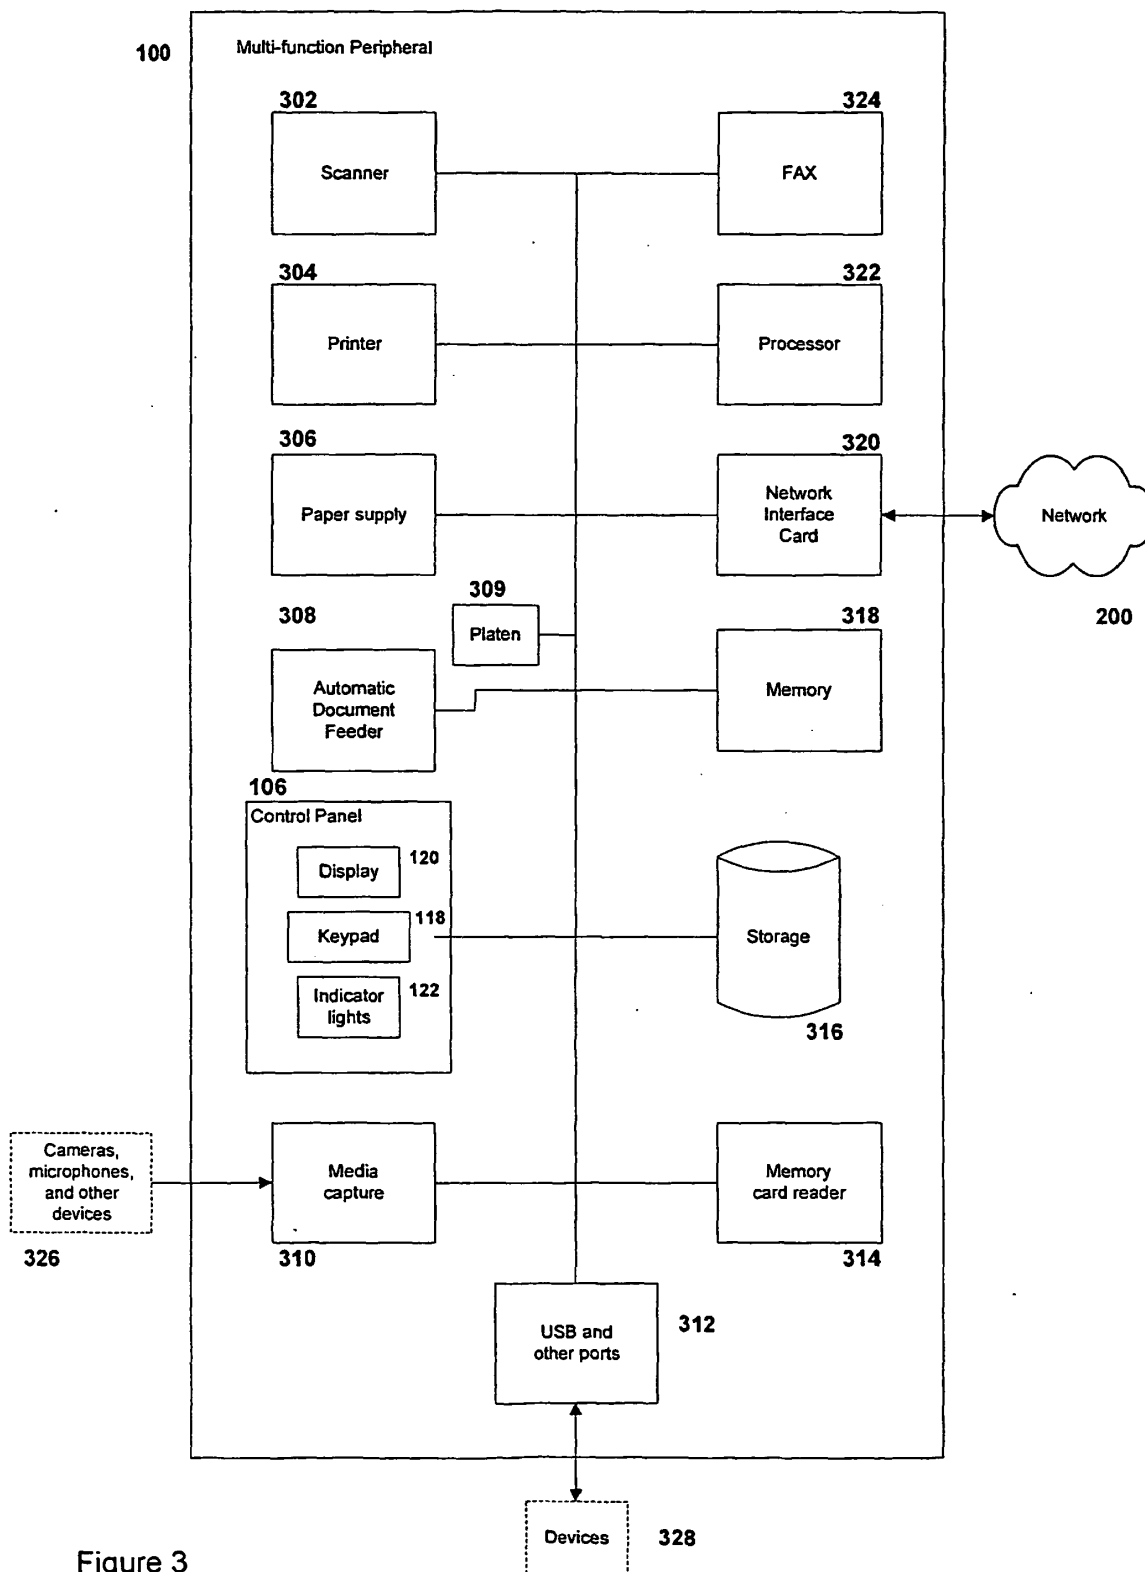 100
Multi-function Peripheral
302
Scanner
324
FAX
304
Printer
322
Processor
306
Paper supply
320
Network
Interface
Card
Network
200
309
Platen
308
Automatic
Document
Feeder
318
Memory
106
Control Panel
Display
120
Keypad
118
Indicator
lights
122
Storage
316
Cameras,
microphones,
and other
devices
326
Media
capture
310
Memory
card reader
314
USB and
other ports
312
Devices
328
Figure 3